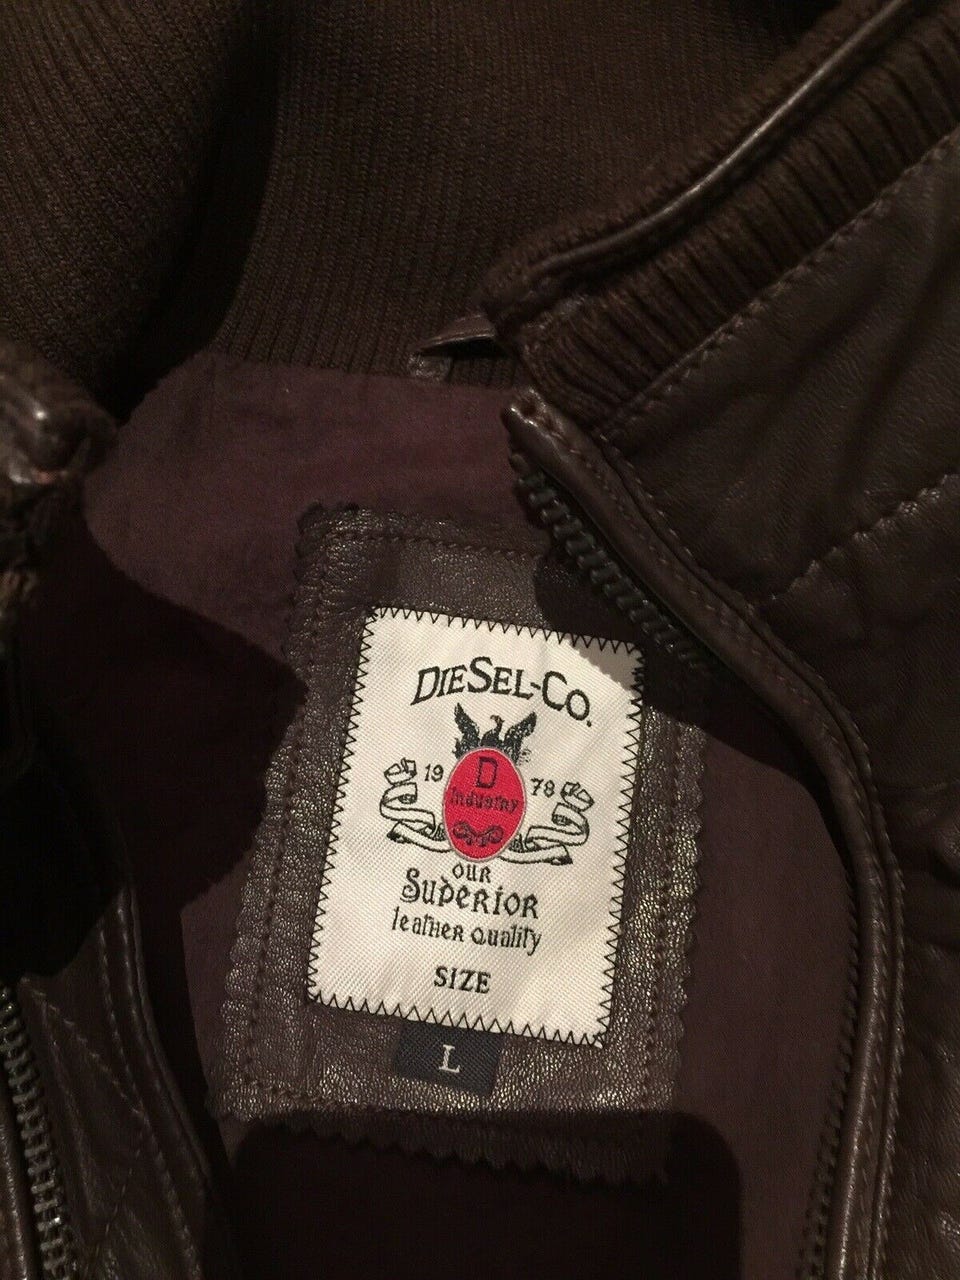 DIESEL-Co.
19 D 78
Industry
OUR
Superior
leather quality
SIZE
L